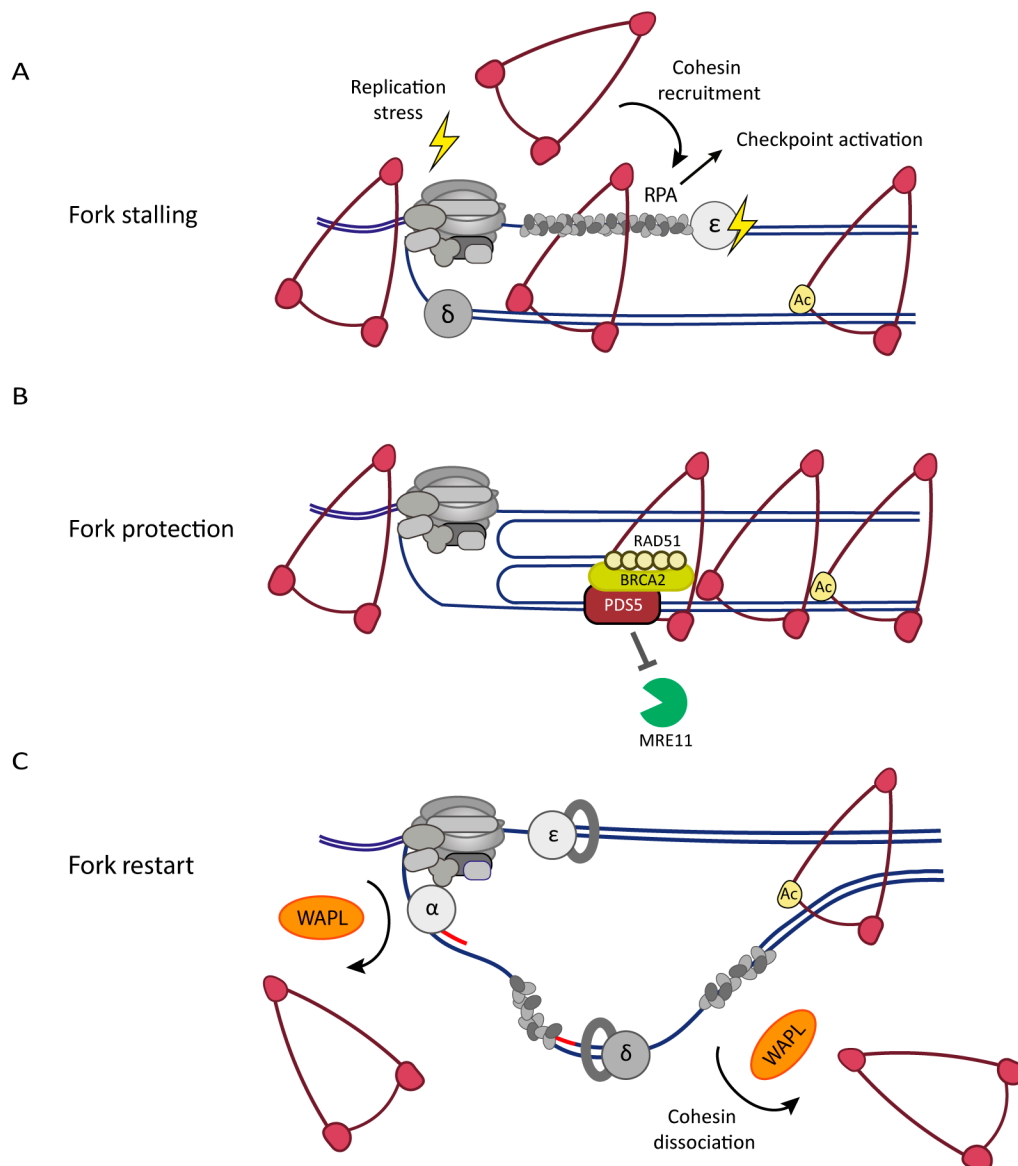 A
Replication
stress
Cohesin
recruitment
Checkpoint activation
Fork stalling
RPA
ε
Ac
δ
B
Fork protection
RAD51
BRCA2
Ac
PDS5
MRE11
C
Fork restart
ε
Ac
WAPL
α
δ
WAPL
Cohesin
dissociation